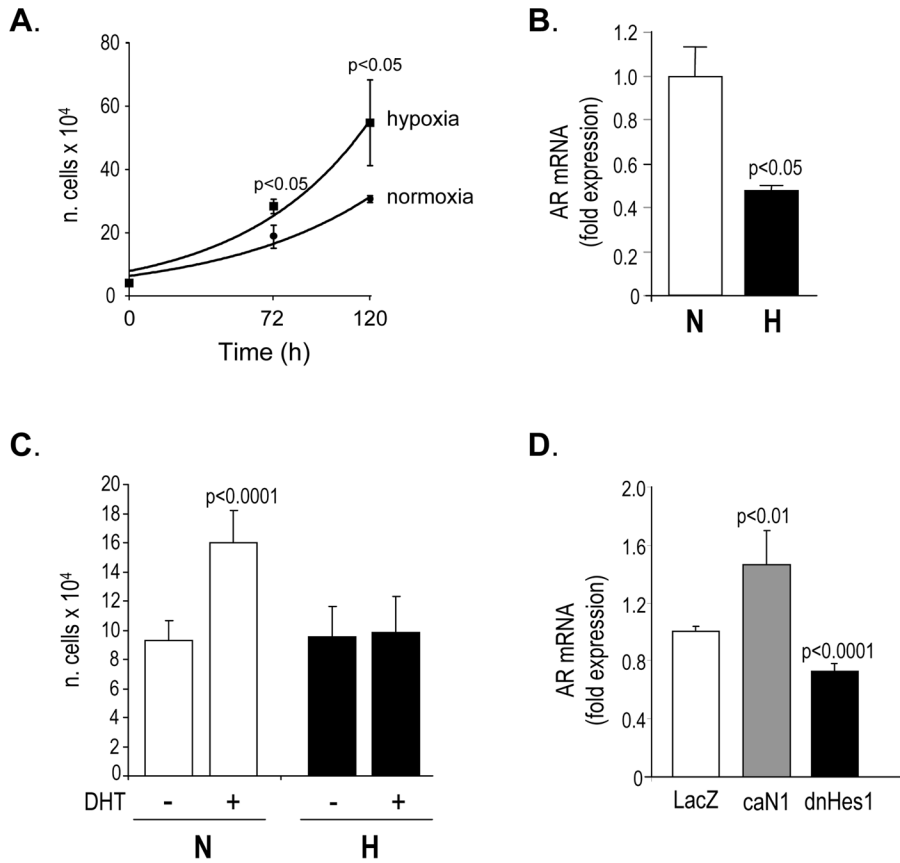 A.
n. cells x 10⁴
80
60
40
20
0
p<0.05
p<0.05
hypoxia
normoxia
0 72 120
Time (h)
B.
AR mRNA
(fold expression)
1.2
1.0
0.8
0.6
0.4
0.2
0
p<0.05
N H
C.
n. cells x 10⁴
20
18
16
14
12
10
8
6
4
2
0
p<0.0001
DHT - + - +
N H
D.
AR mRNA
(fold expression)
2.0
1.6
1.2
0.8
0.4
0
p<0.01
p<0.0001
LacZ caN1 dnHes1